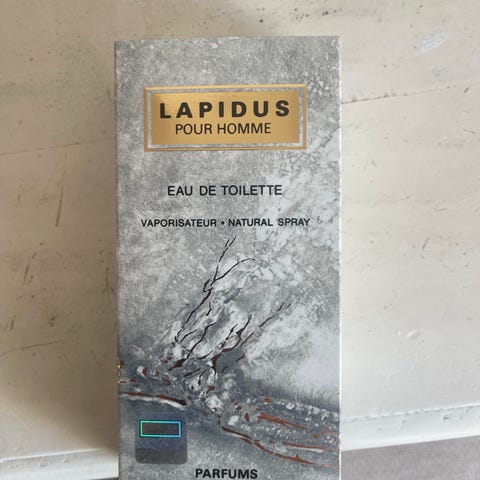 LAPIDUS
POUR HOMME
EAU DE TOILETTE
VAPORISATEUR • NATURAL SPRAY
PARFUMS